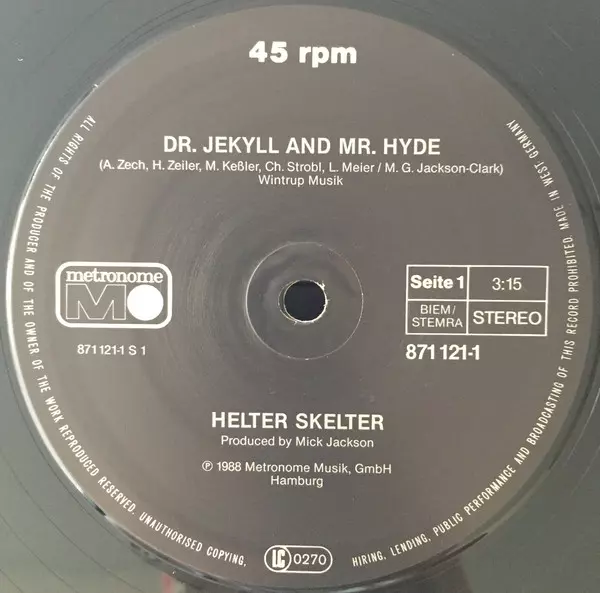 45 rpm
DR. JEKYLL AND MR. HYDE
(A. Zech, H. Zeiler, M. Keßler, Ch. Strobl, L. Meier / M. G. Jackson-Clark)
Wintrup Musik
metronome
M
871 121-1 S 1
Seite 1
3:15
BIEM/
STEMRA
STEREO
871 121-1
HELTER SKELTER
Produced by Mick Jackson
Ⓟ 1988 Metronome Musik, GmbH
Hamburg
LC 0270
ALL RIGHTS OF THE PRODUCER AND OF THE OWNER OF THE WORK REPRODUCED RESERVED. UNAUTHORISED COPYING, HIRING, LENDING, PUBLIC PERFORMANCE AND BROADCASTING OF THIS RECORD PROHIBITED. MADE IN WEST GERMANY